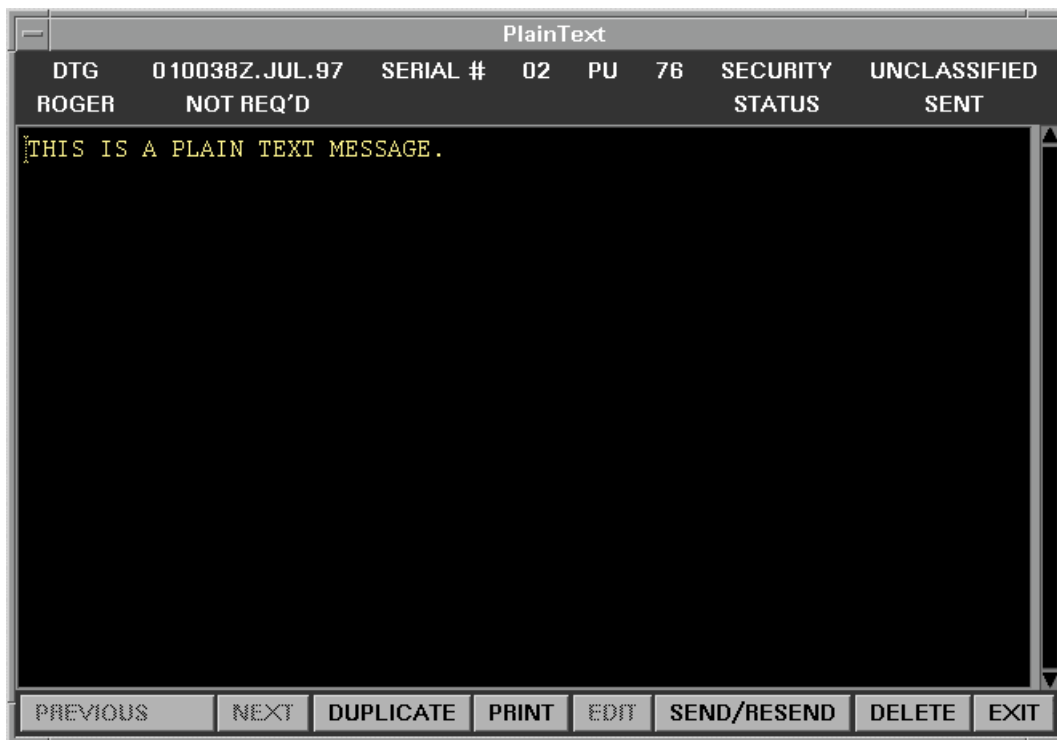 PlainText
DTG 010038Z.JUL.97 SERIAL # 02 PU 76 SECURITY UNCLASSIFIED
ROGER NOT REQ'D STATUS SENT
THIS IS A PLAIN TEXT MESSAGE.
PREVIOUS NEXT DUPLICATE PRINT EDIT SEND/RESEND DELETE EXIT